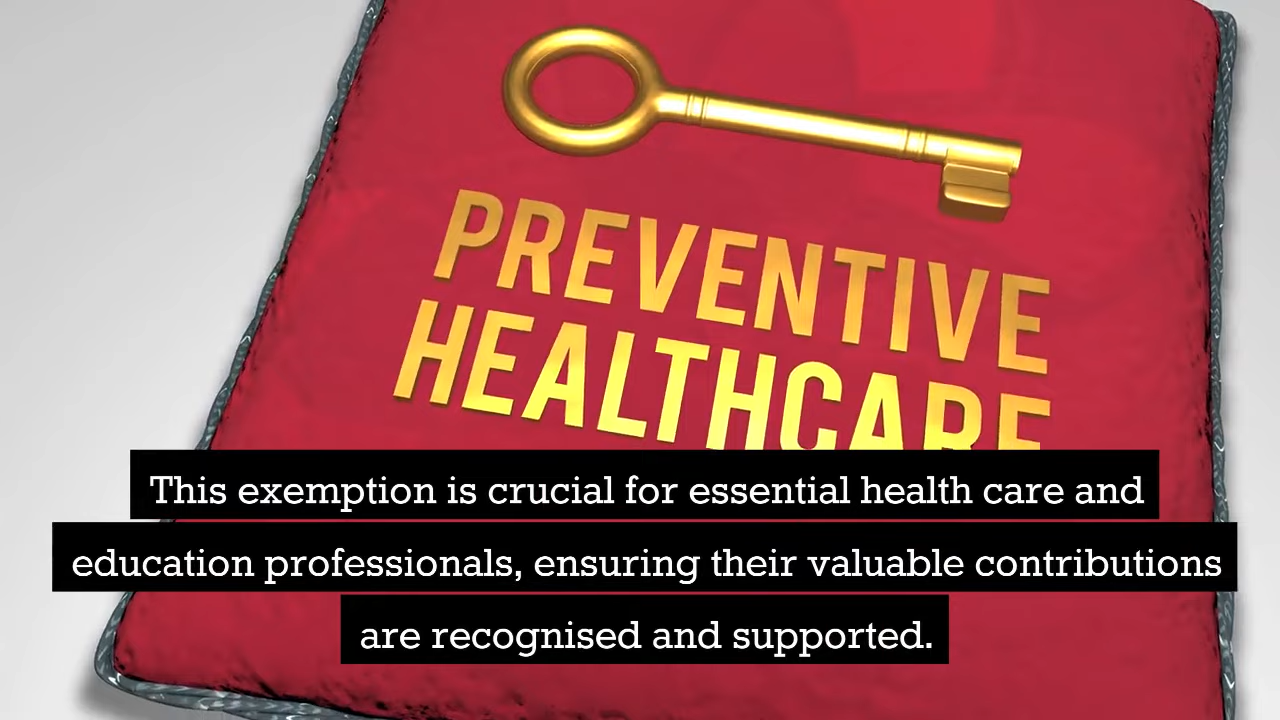 PREVENTIVE
HEALTHCARE
This exemption is crucial for essential health care and
education professionals, ensuring their valuable contributions
are recognised and supported.